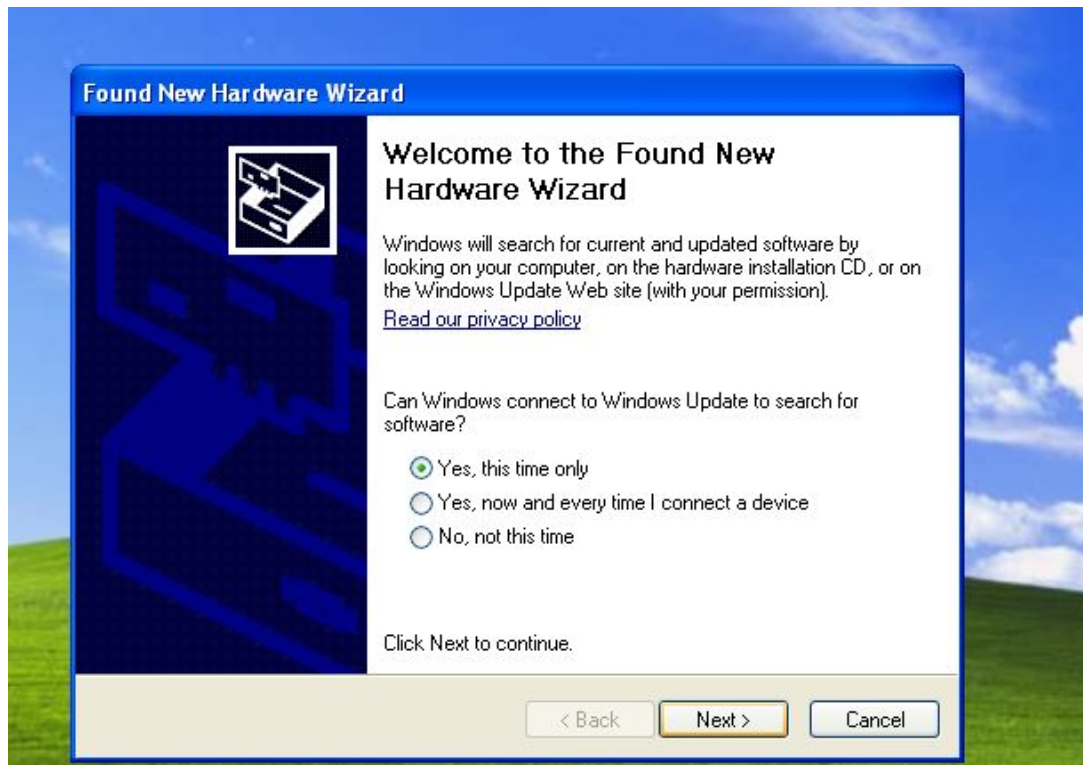 Found New Hardware Wizard
Welcome to the Found New
Hardware Wizard
Windows will search for current and updated software by
looking on your computer, on the hardware installation CD, or on
the Windows Update Web site (with your permission).
Read our privacy policy
Can Windows connect to Windows Update to search for
software?
Yes, this time only
Yes, now and every time I connect a device
No, not this time
Click Next to continue.
< Back Next > Cancel